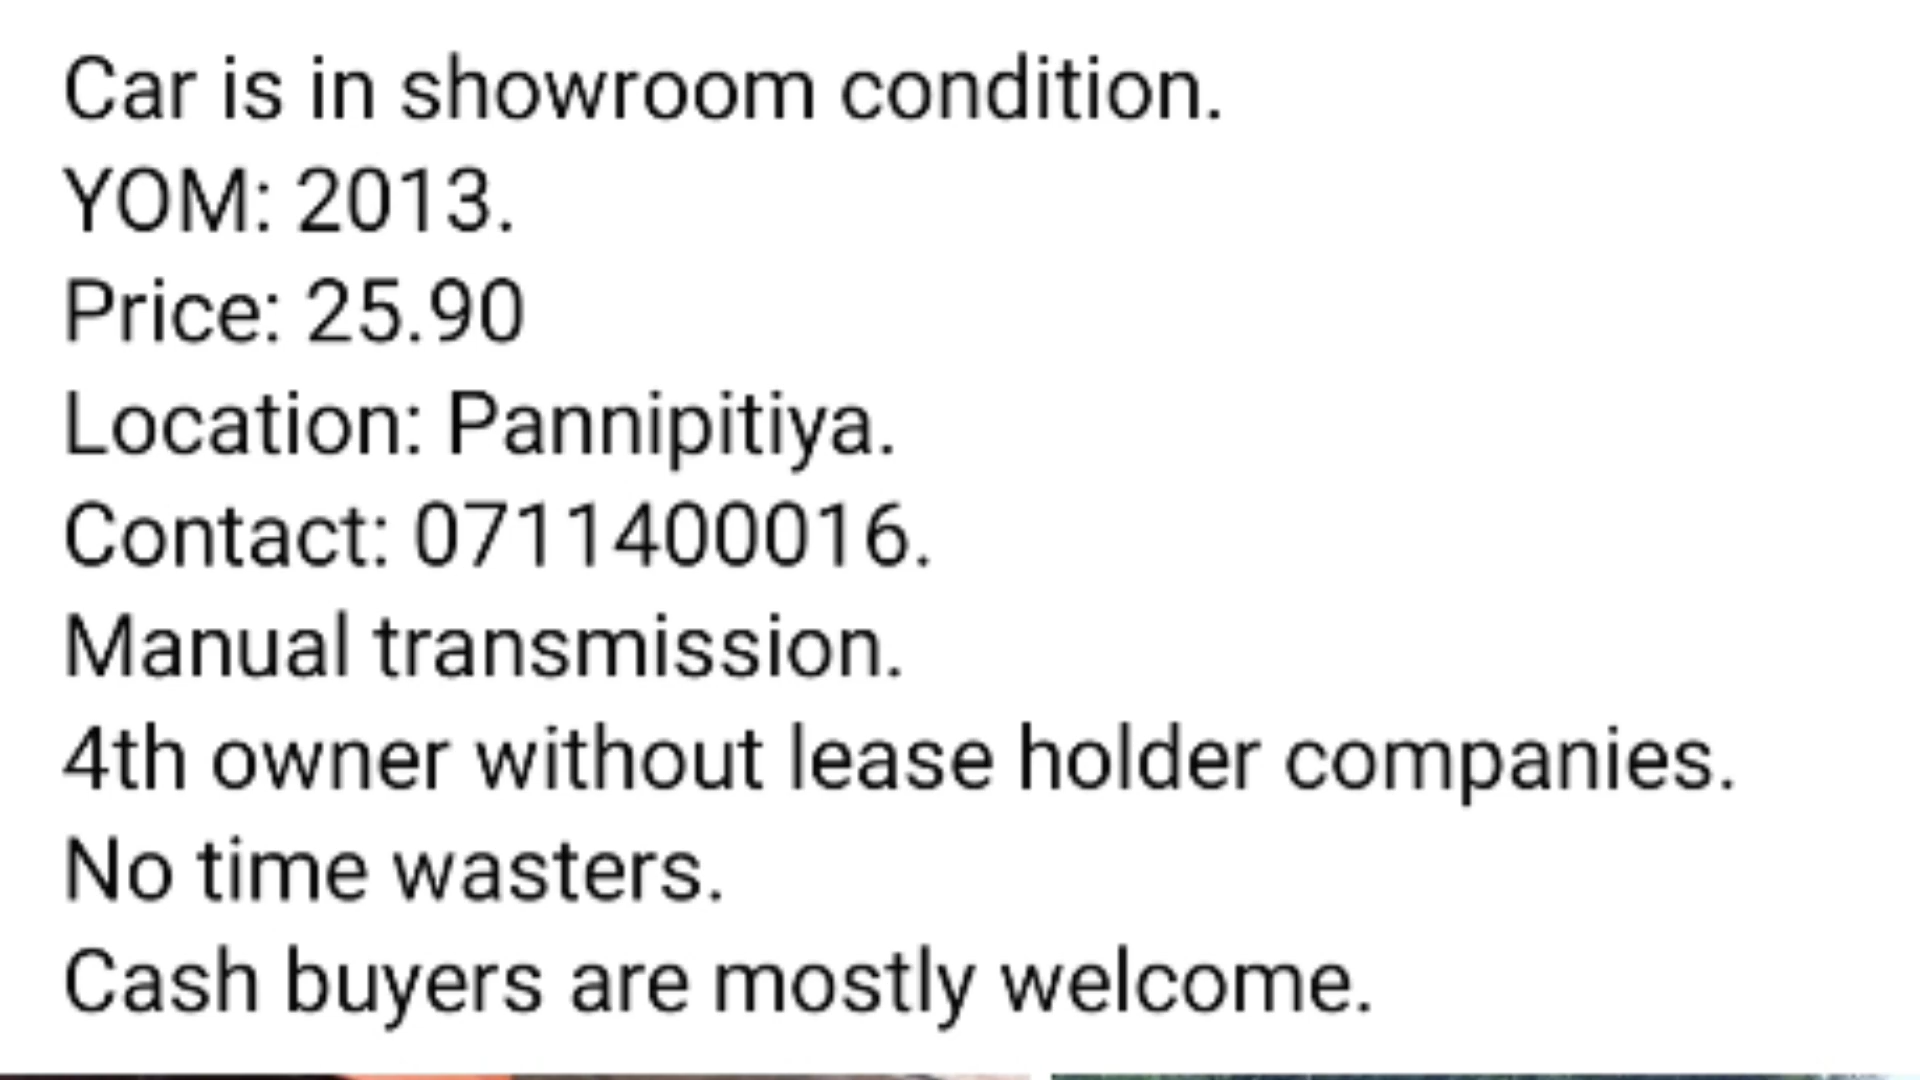 Car is in showroom condition.
YOM: 2013.
Price: 25.90
Location: Pannipitiya.
Contact: 0711400016.
Manual transmission.
4th owner without lease holder companies.
No time wasters.
Cash buyers are mostly welcome.